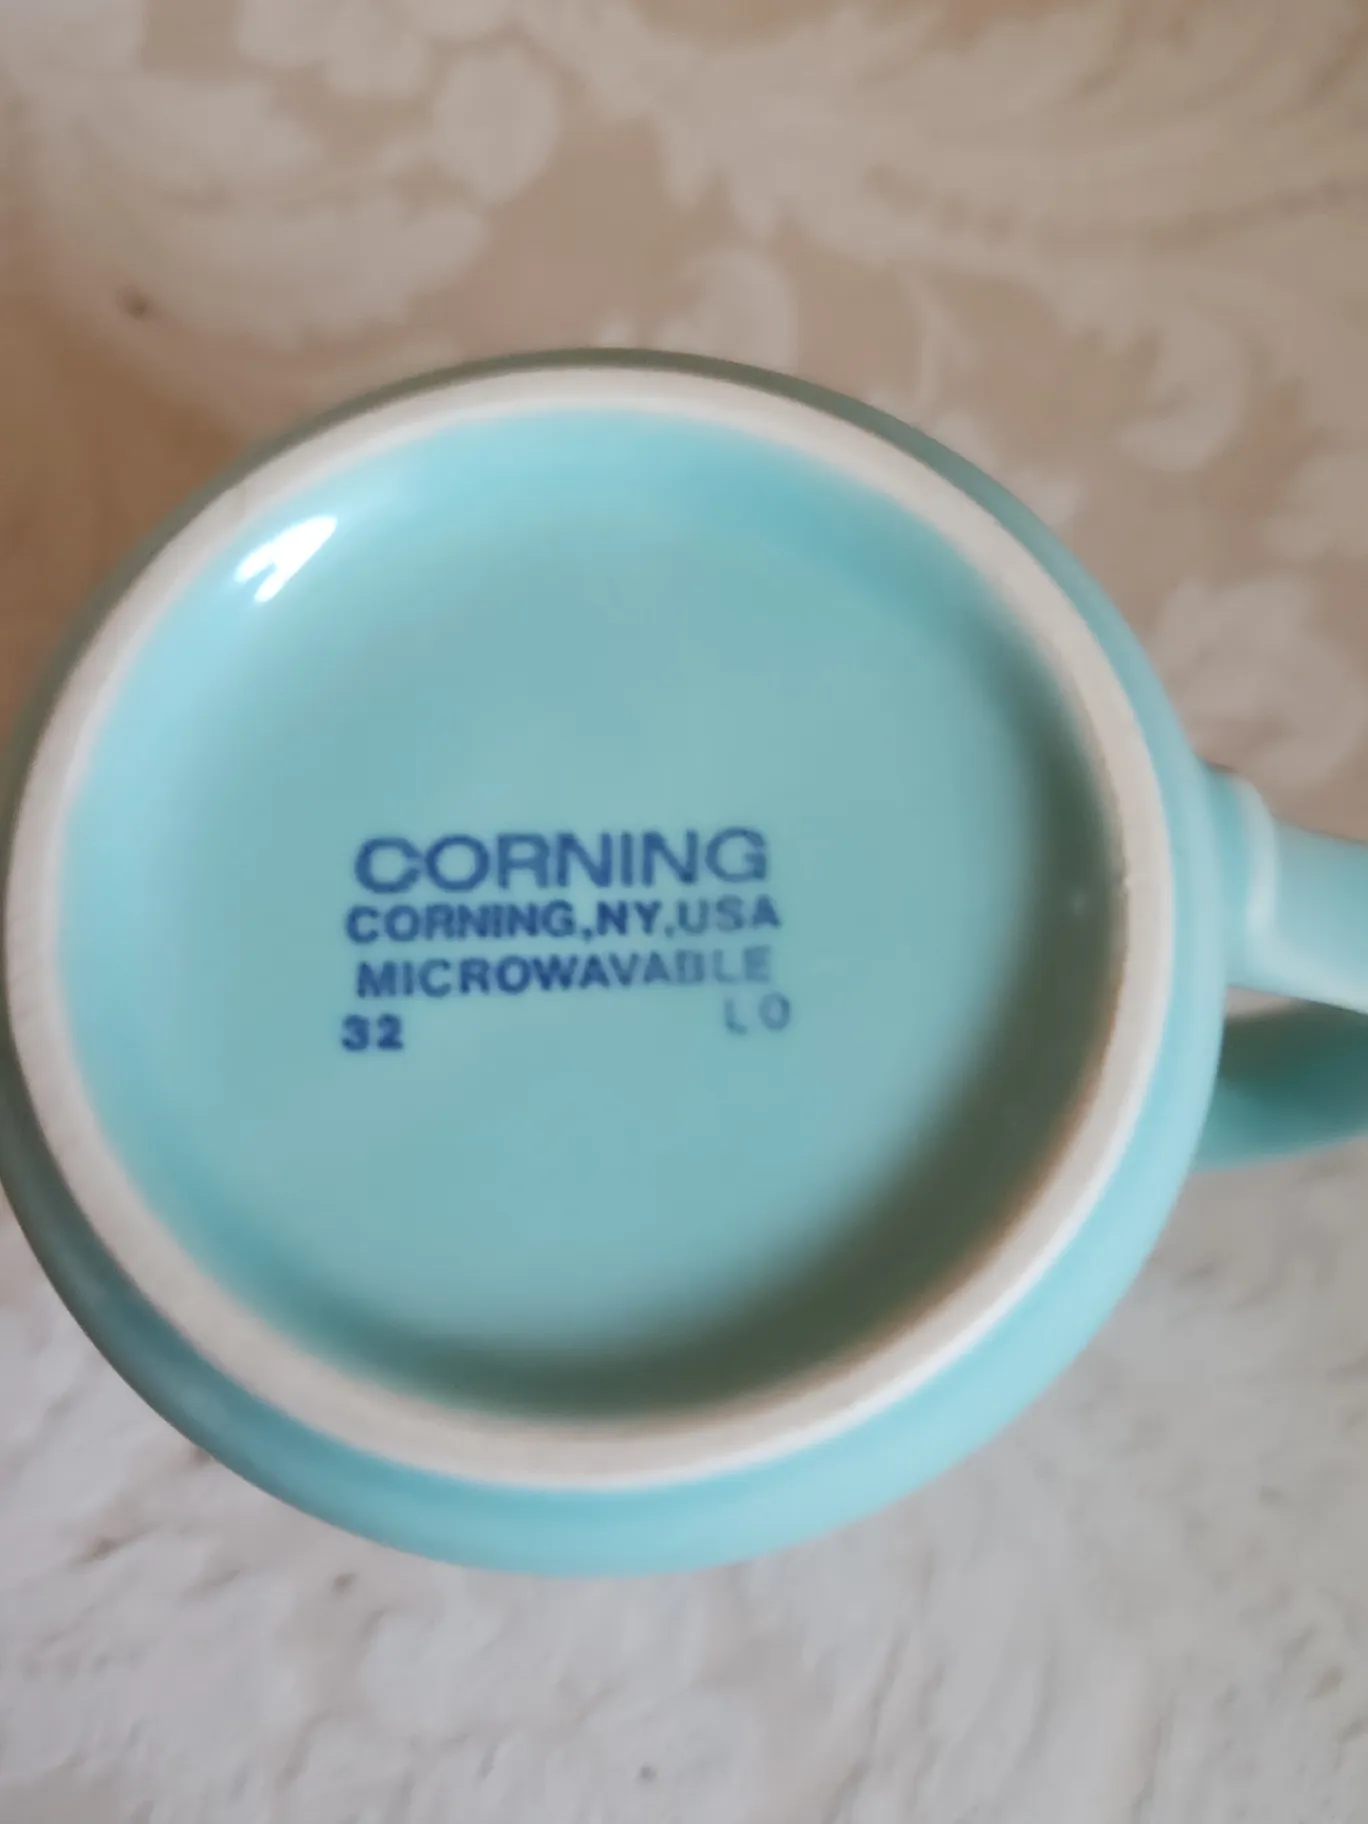 CORNING
CORNING,NY,USA
MICROWAVABLE
32 LO